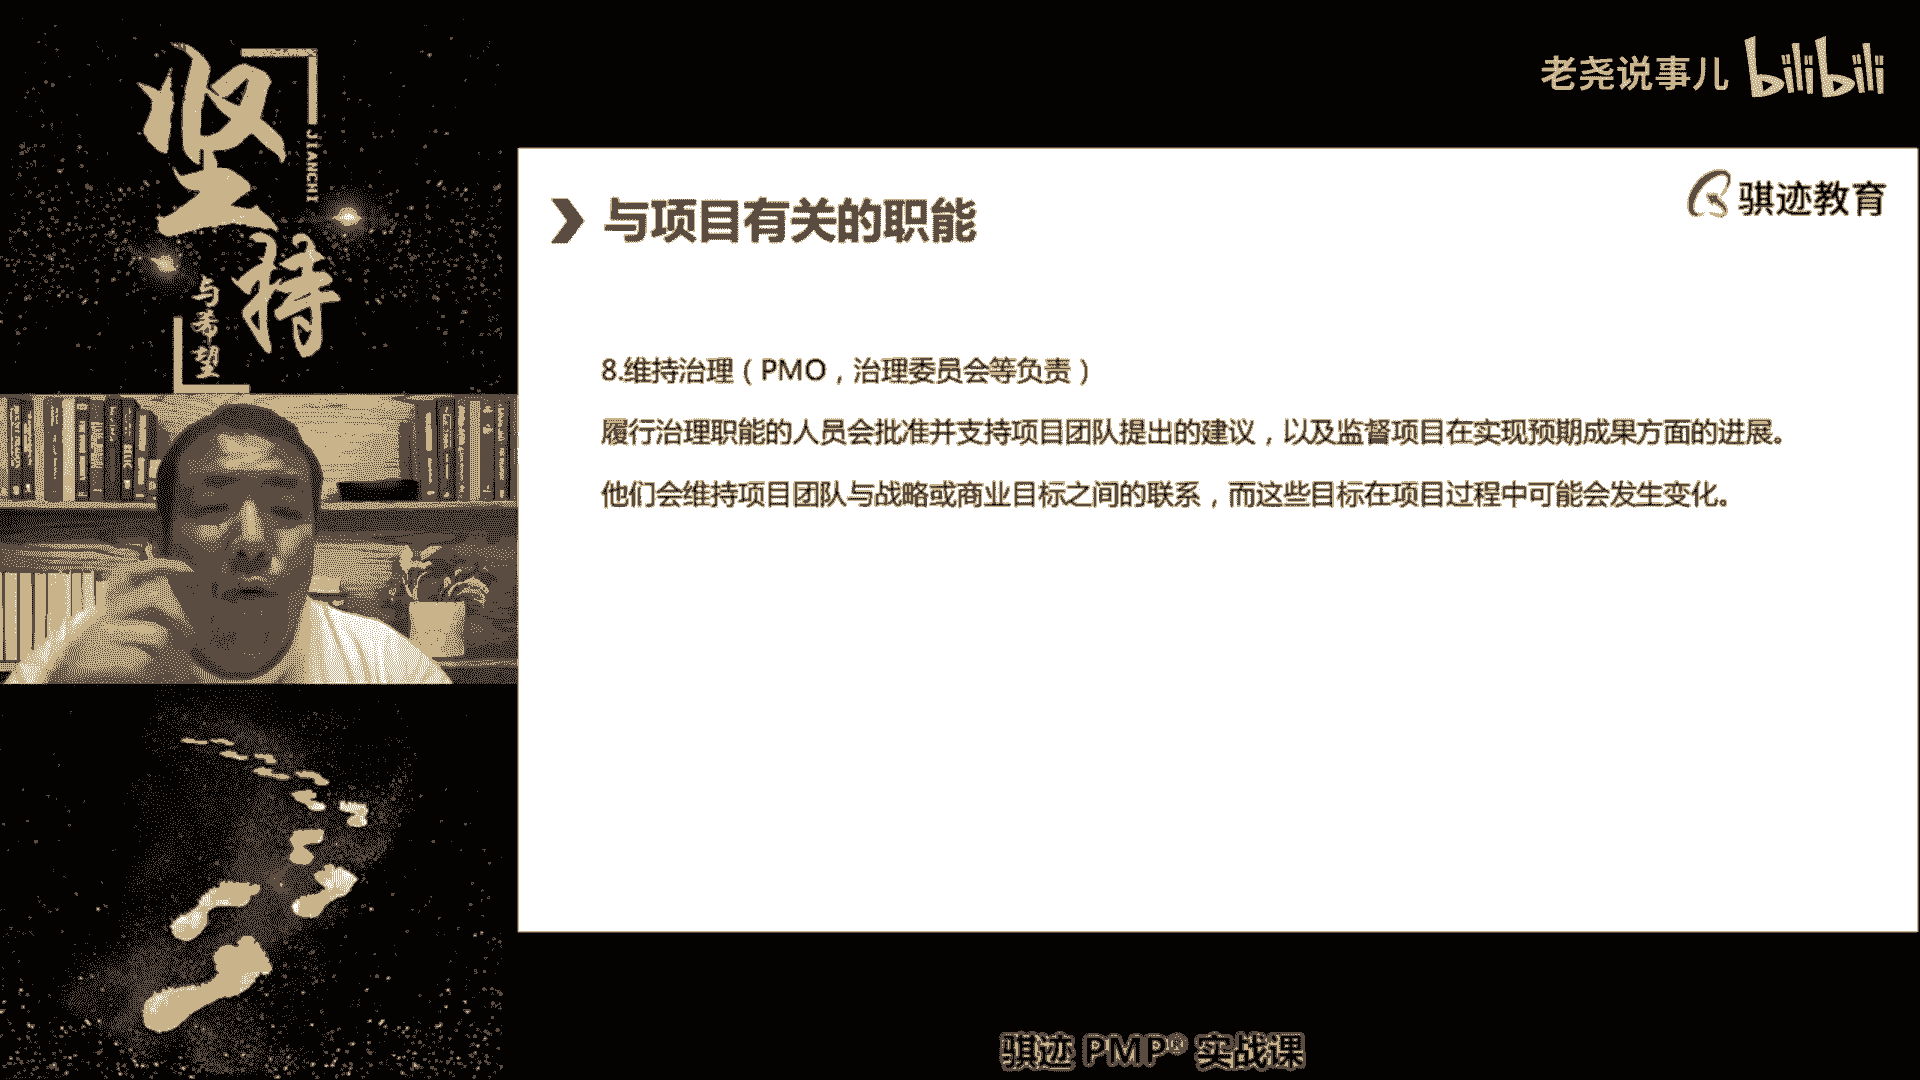 坚持
JIANCHI
与希望
老尧说事儿 bilibili
骐迹教育
与项目有关的职能
8.维持治理（PMO，治理委员会等负责）
履行治理职能的人员会批准并支持项目团队提出的建议，以及监督项目在实现预期成果方面的进展。
他们会维持项目团队与战略或商业目标之间的联系，而这些目标在项目过程中可能会发生变化。
骐迹 PMP® 实战课